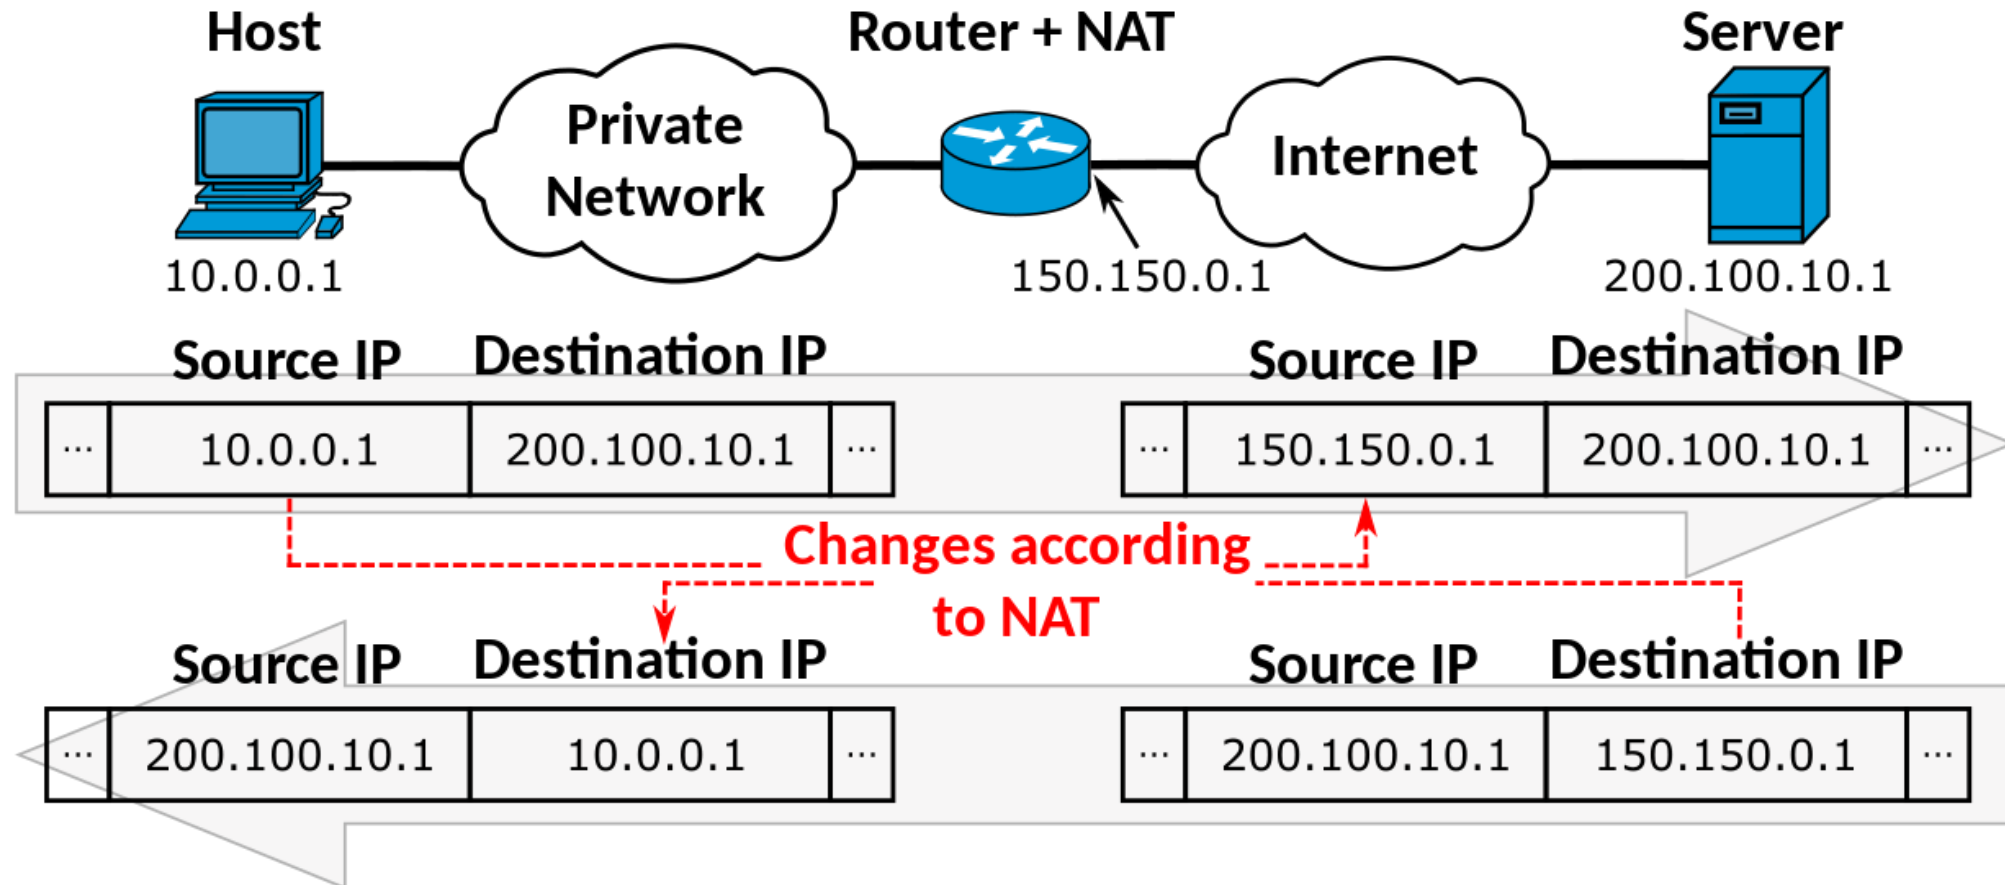 Host
Router + NAT
Server
Private
Network
Internet
10.0.0.1
150.150.0.1
200.100.10.1
Source IP Destination IP
Source IP Destination IP
... 10.0.0.1 200.100.10.1 ...
... 150.150.0.1 200.100.10.1 ...
Changes according
to NAT
Source IP Destination IP
Source IP Destination IP
... 200.100.10.1 10.0.0.1 ...
... 200.100.10.1 150.150.0.1 ...